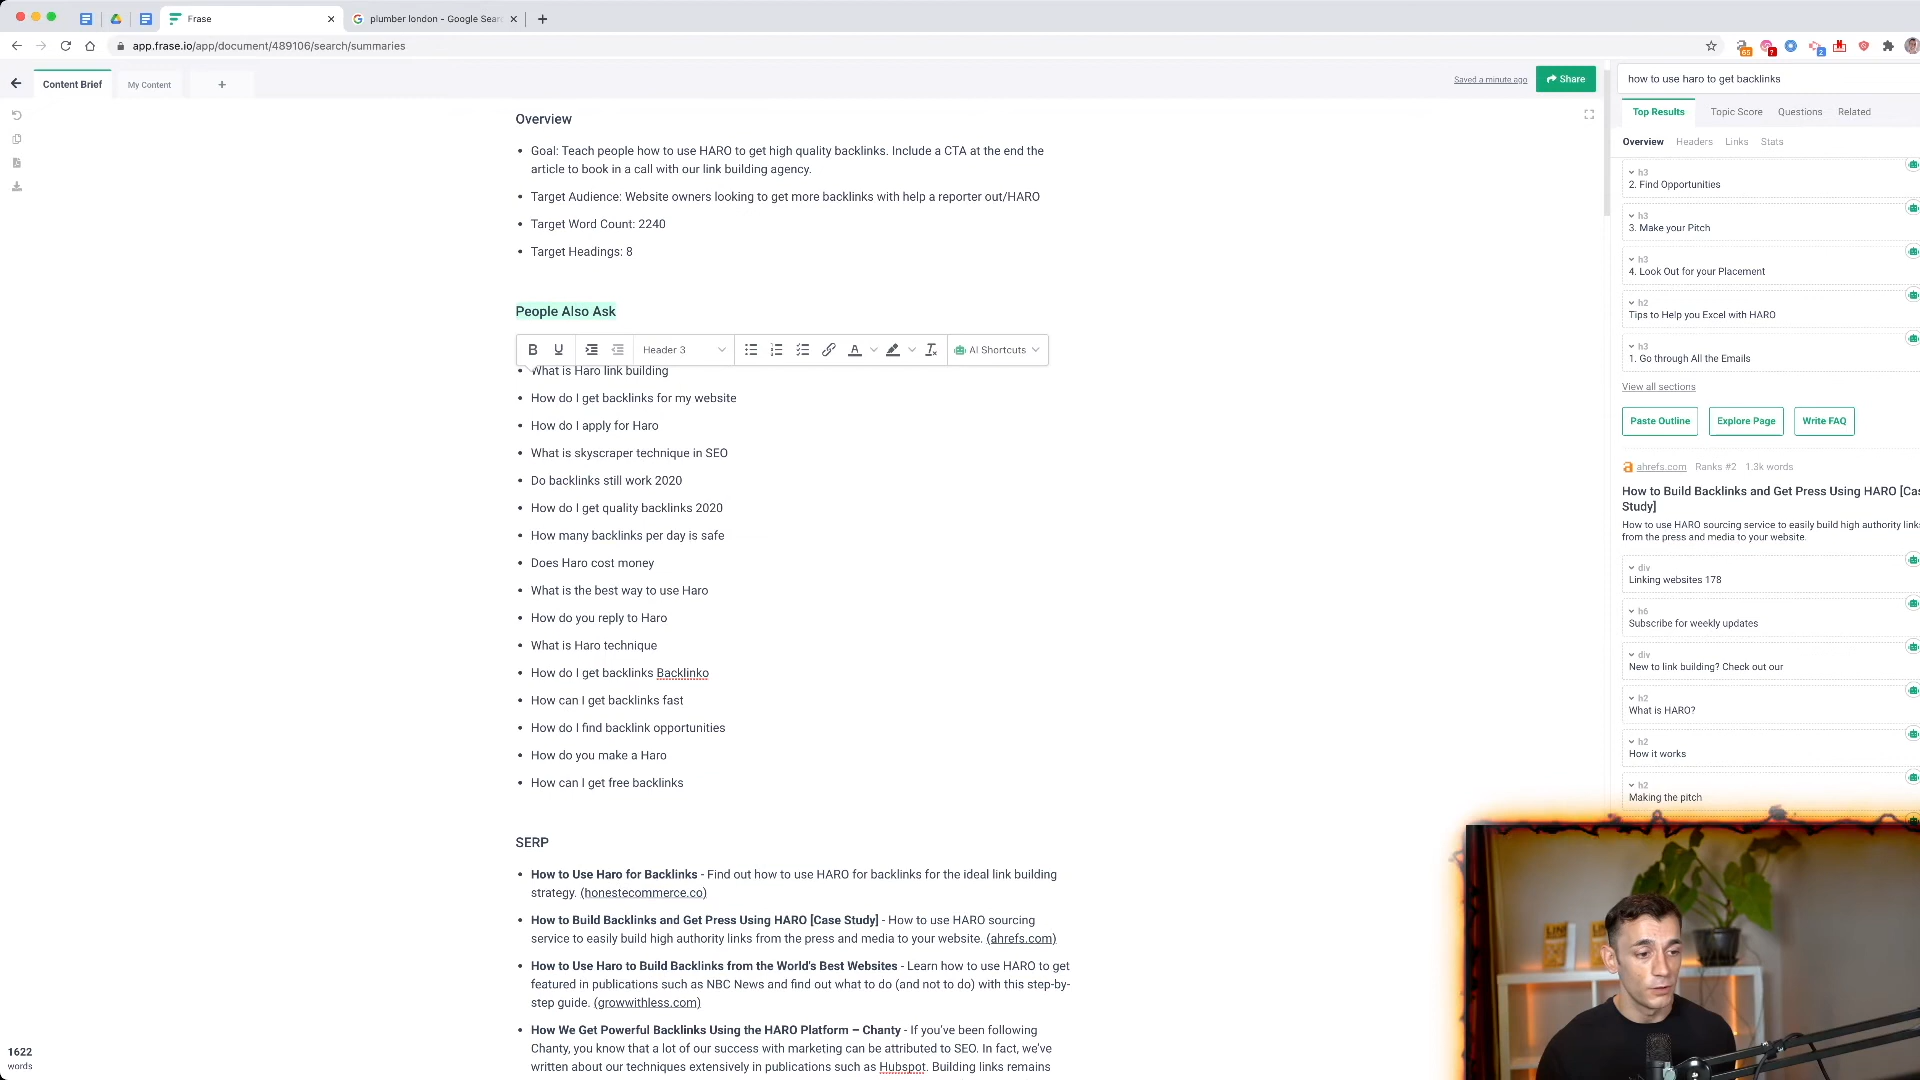 Frase
plumber london - Google Sear
app.frase.io/app/document/489106/search/summaries
65
?
2
Content Brief
My Content
+
Saved a minute ago
Share
how to use haro to get backlinks
Top Results
Topic Score
Questions
Related
Overview
Headers
Links
Stats
Overview
• Goal: Teach people how to use HARO to get high quality backlinks. Include a CTA at the end the
article to book in a call with our link building agency.
• Target Audience: Website owners looking to get more backlinks with help a reporter out/HARO
• Target Word Count: 2240
• Target Headings: 8
People Also Ask
B
U
Header 3
A
AI Shortcuts
• What is Haro link building
• How do I get backlinks for my website
• How do I apply for Haro
• What is skyscraper technique in SEO
• Do backlinks still work 2020
• How do I get quality backlinks 2020
• How many backlinks per day is safe
• Does Haro cost money
• What is the best way to use Haro
• How do you reply to Haro
• What is Haro technique
• How do I get backlinks Backlinko
• How can I get backlinks fast
• How do I find backlink opportunities
• How do you make a Haro
• How can I get free backlinks
SERP
• How to Use Haro for Backlinks - Find out how to use HARO for backlinks for the ideal link building
strategy. (honestecommerce.co)
• How to Build Backlinks and Get Press Using HARO [Case Study] - How to use HARO sourcing
service to easily build high authority links from the press and media to your website. (ahrefs.com)
• How to Use Haro to Build Backlinks from the World's Best Websites - Learn how to use HARO to get
featured in publications such as NBC News and find out what to do (and not to do) with this step-by-
step guide. (growwithless.com)
• How We Get Powerful Backlinks Using the HARO Platform – Chanty - If you've been following
Chanty, you know that a lot of our success with marketing can be attributed to SEO. In fact, we've
written about our techniques extensively in publications such as Hubspot. Building links remains
1622
words
h3
2. Find Opportunities
h3
3. Make your Pitch
h3
4. Look Out for your Placement
h2
Tips to Help you Excel with HARO
h3
1. Go through All the Emails
View all sections
Paste Outline
Explore Page
Write FAQ
a ahrefs.com Ranks #2 1.3k words
How to Build Backlinks and Get Press Using HARO [Cas
Study]
How to use HARO sourcing service to easily build high authority links
from the press and media to your website.
div
Linking websites 178
h6
Subscribe for weekly updates
div
New to link building? Check out our
h2
What is HARO?
h2
How it works
h2
Making the pitch